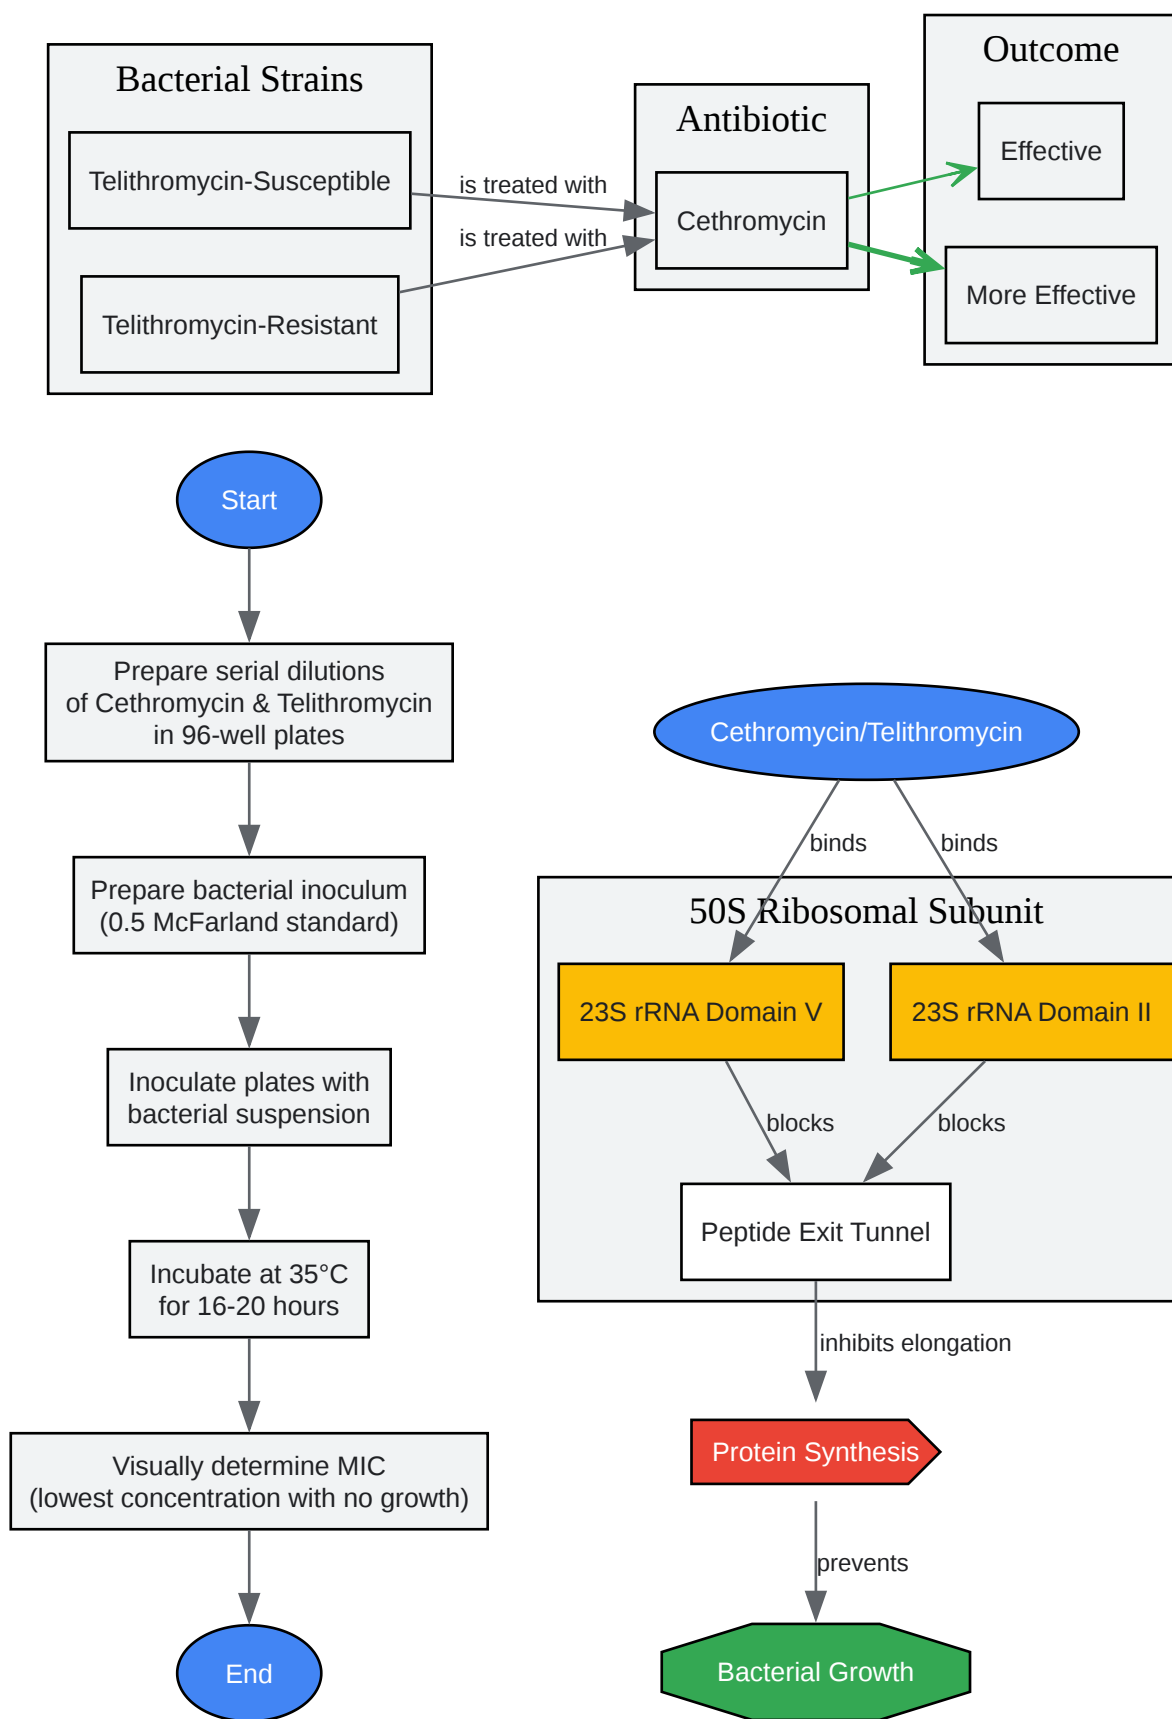 Bacterial Strains
Telithromycin-Susceptible
Telithromycin-Resistant
is treated with
is treated with
Antibiotic
Cethromycin
Outcome
Effective
More Effective
Start
Prepare serial dilutions
of Cethromycin & Telithromycin
in 96-well plates
Prepare bacterial inoculum
(0.5 McFarland standard)
Inoculate plates with
bacterial suspension
Incubate at 35°C
for 16-20 hours
Visually determine MIC
(lowest concentration with no growth)
End
Cethromycin/Telithromycin
binds
binds
50S Ribosomal Subunit
23S rRNA Domain V
23S rRNA Domain II
blocks
blocks
Peptide Exit Tunnel
inhibits elongation
Protein Synthesis
prevents
Bacterial Growth